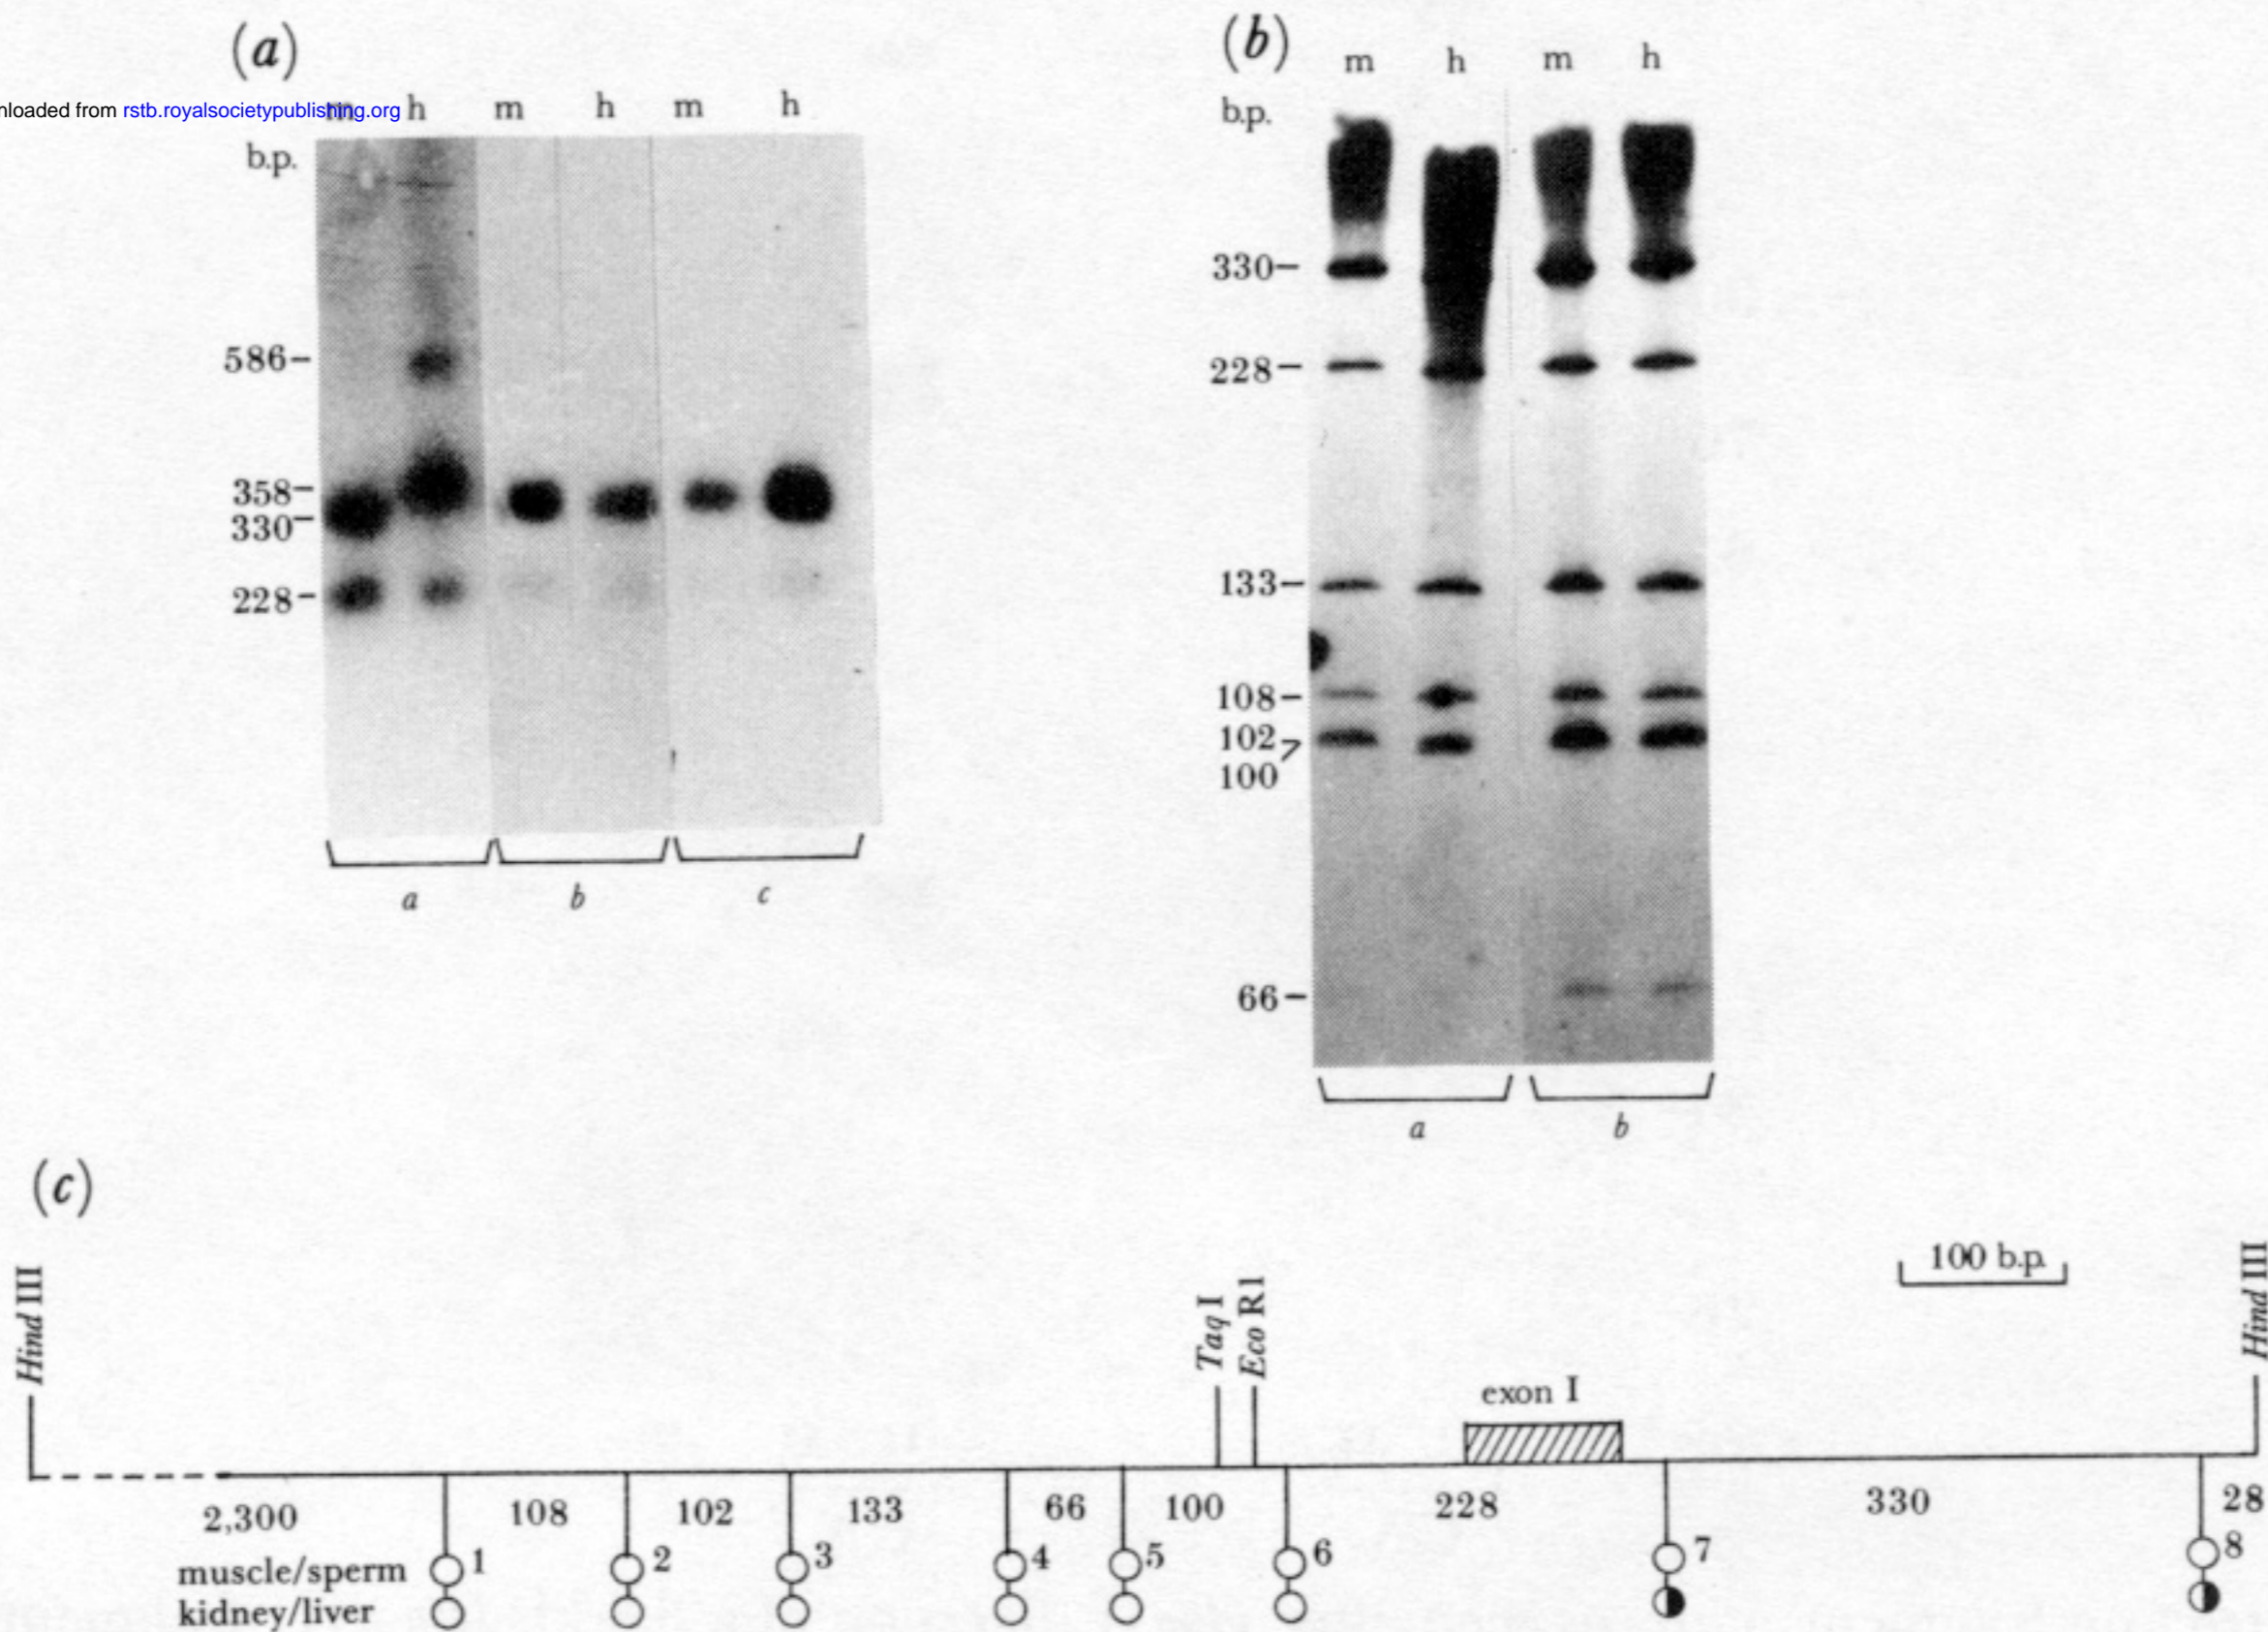 (a)
nloaded from rstb.royalsocietypublishing.org
m h m h m h
b.p.
586
358
330
228
a b c
(b)
m h m h
b.p.
330
228
133
108
102
100
66
a b
(c)
Hind III
Taq I
Eco R1
exon I
100 b.p.
Hind III
2,300 108 102 133 66 100 228 330 28
muscle/sperm 1 2 3 4 5 6 7 8
kidney/liver